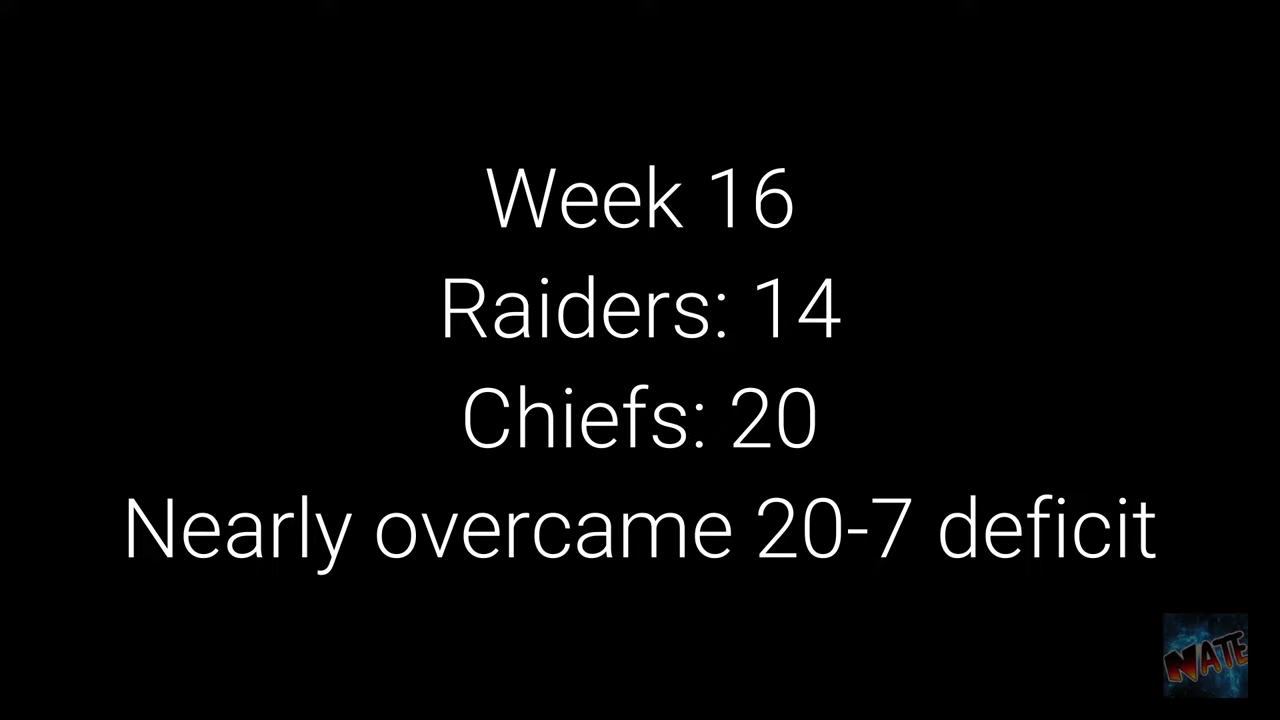 Week 16
Raiders: 14
Chiefs: 20
Nearly overcame 20-7 deficit
NATE